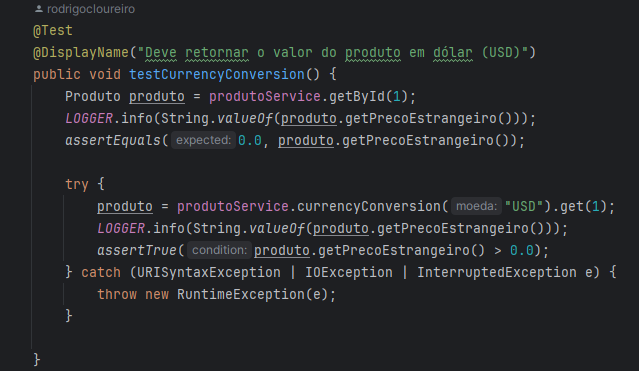 rodrigocloureiro
@Test
@DisplayName("Deve retornar o valor do produto em dólar (USD)")
public void testCurrencyConversion() {
Produto produto = produtoService.getById(1);
LOGGER.info(String.valueOf(produto.getPrecoEstrangeiro()));
assertEquals( expected: 0.0, produto.getPrecoEstrangeiro());
try {
produto = produtoService.currencyConversion( moeda: "USD").get(1);
LOGGER.info(String.valueOf(produto.getPrecoEstrangeiro()));
assertTrue( condition: produto.getPrecoEstrangeiro() > 0.0);
} catch (URISyntaxException | IOException | InterruptedException e) {
throw new RuntimeException(e);
}
}